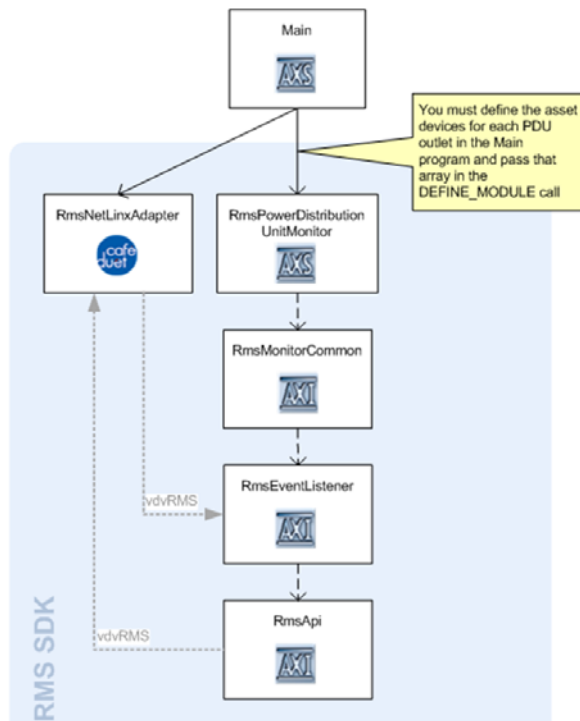 Main
AXS
You must define the asset
devices for each PDU
outlet in the Main
program and pass that
array in the
DEFINE_MODULE call
RmsNetLinxAdapter
cafe
duet
RmsPowerDistribution
UnitMonitor
AXS
RmsMonitorCommon
AXI
RmsEventListener
AXI
vdvRMS
RmsApi
AXI
vdvRMS
RMS SDK